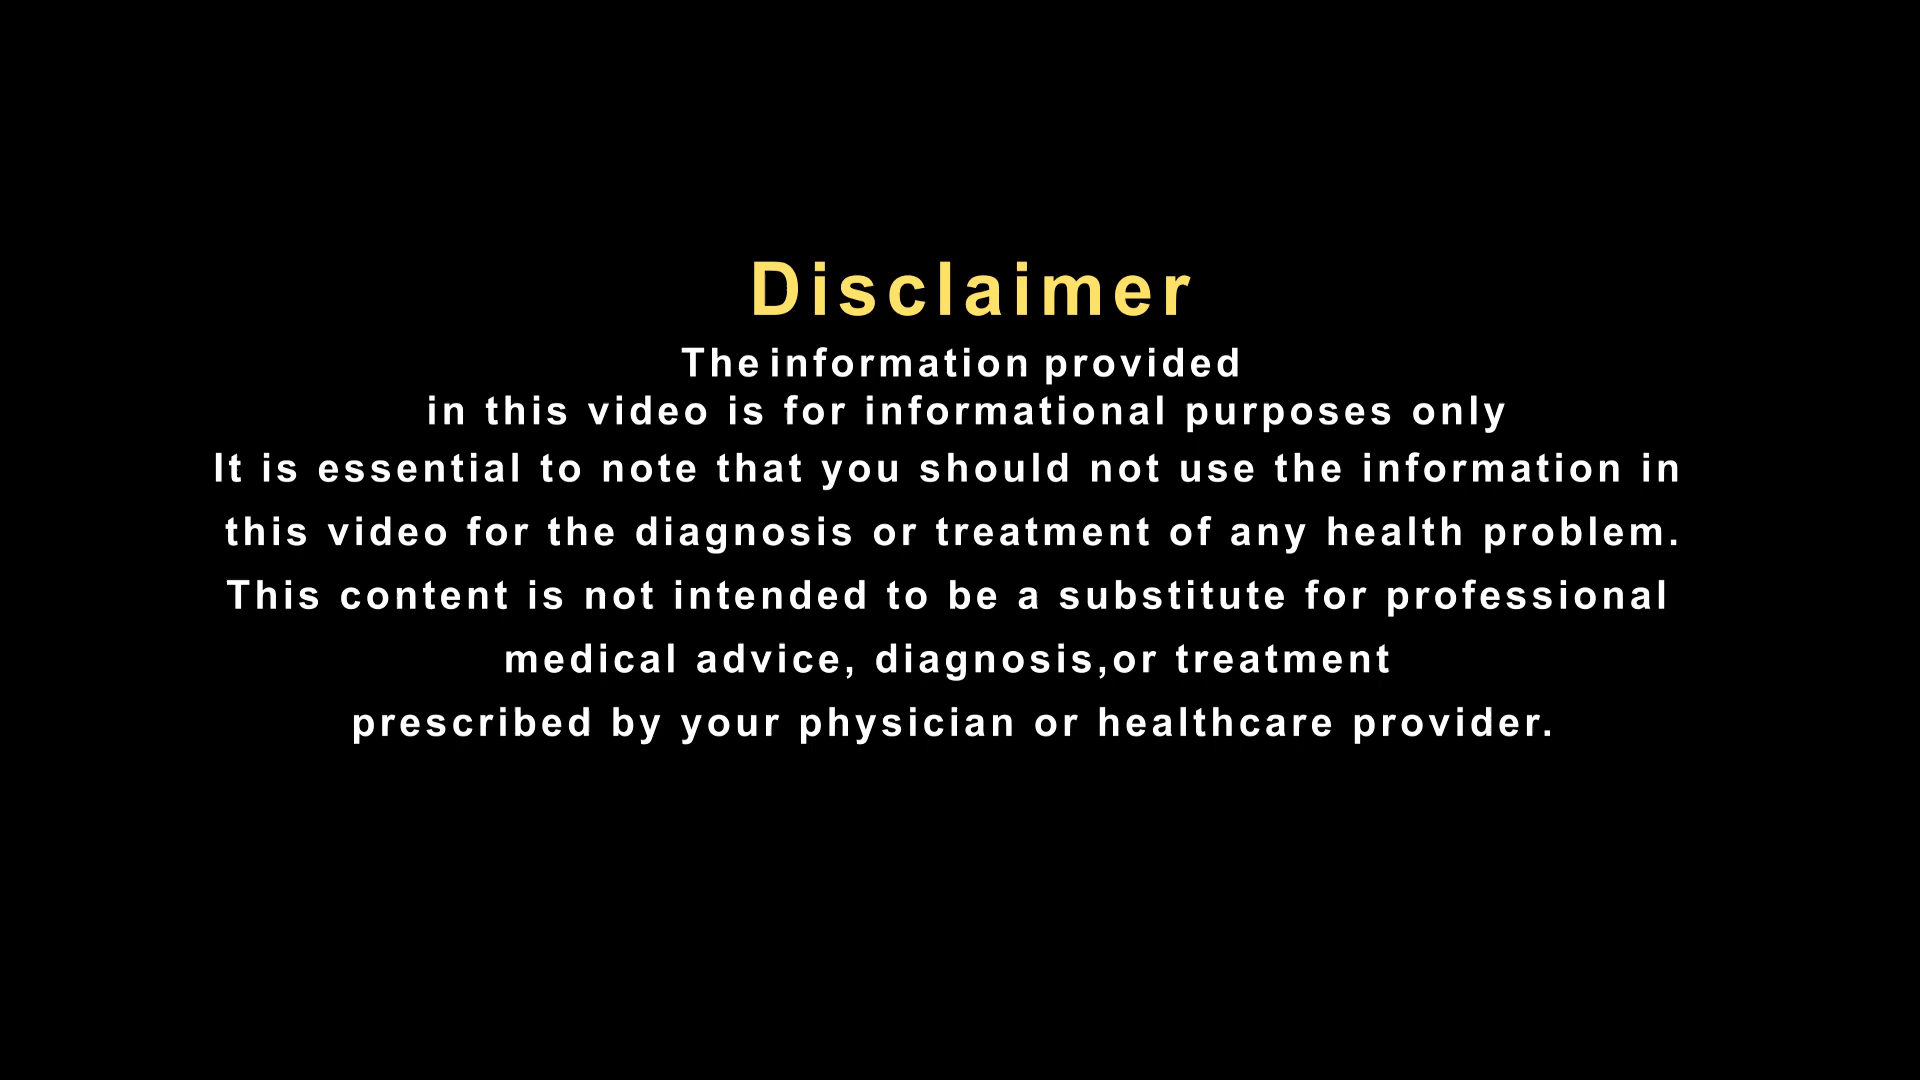 Disclaimer
The information provided
in this video is for informational purposes only
It is essential to note that you should not use the information in
this video for the diagnosis or treatment of any health problem.
This content is not intended to be a substitute for professional
medical advice, diagnosis,or treatment
prescribed by your physician or healthcare provider.